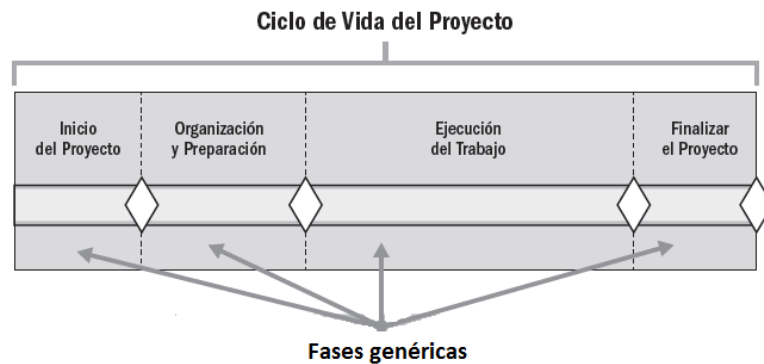 Ciclo de Vida del Proyecto
Inicio
del Proyecto
Organización
y Preparación
Ejecución
del Trabajo
Finalizar
el Proyecto
Fases genéricas